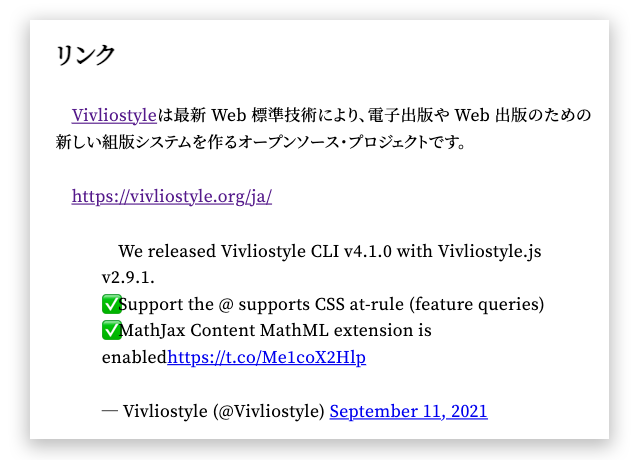 リンク
Vivliostyleは最新 Web 標準技術により、電子出版や Web 出版のための
新しい組版システムを作るオープンソース・プロジェクトです。
https://vivliostyle.org/ja/
We released Vivliostyle CLI v4.1.0 with Vivliostyle.js
v2.9.1.
✅Support the @ supports CSS at-rule (feature queries)
✅MathJax Content MathML extension is
enabledhttps://t.co/Me1coX2Hlp
— Vivliostyle (@Vivliostyle) September 11, 2021